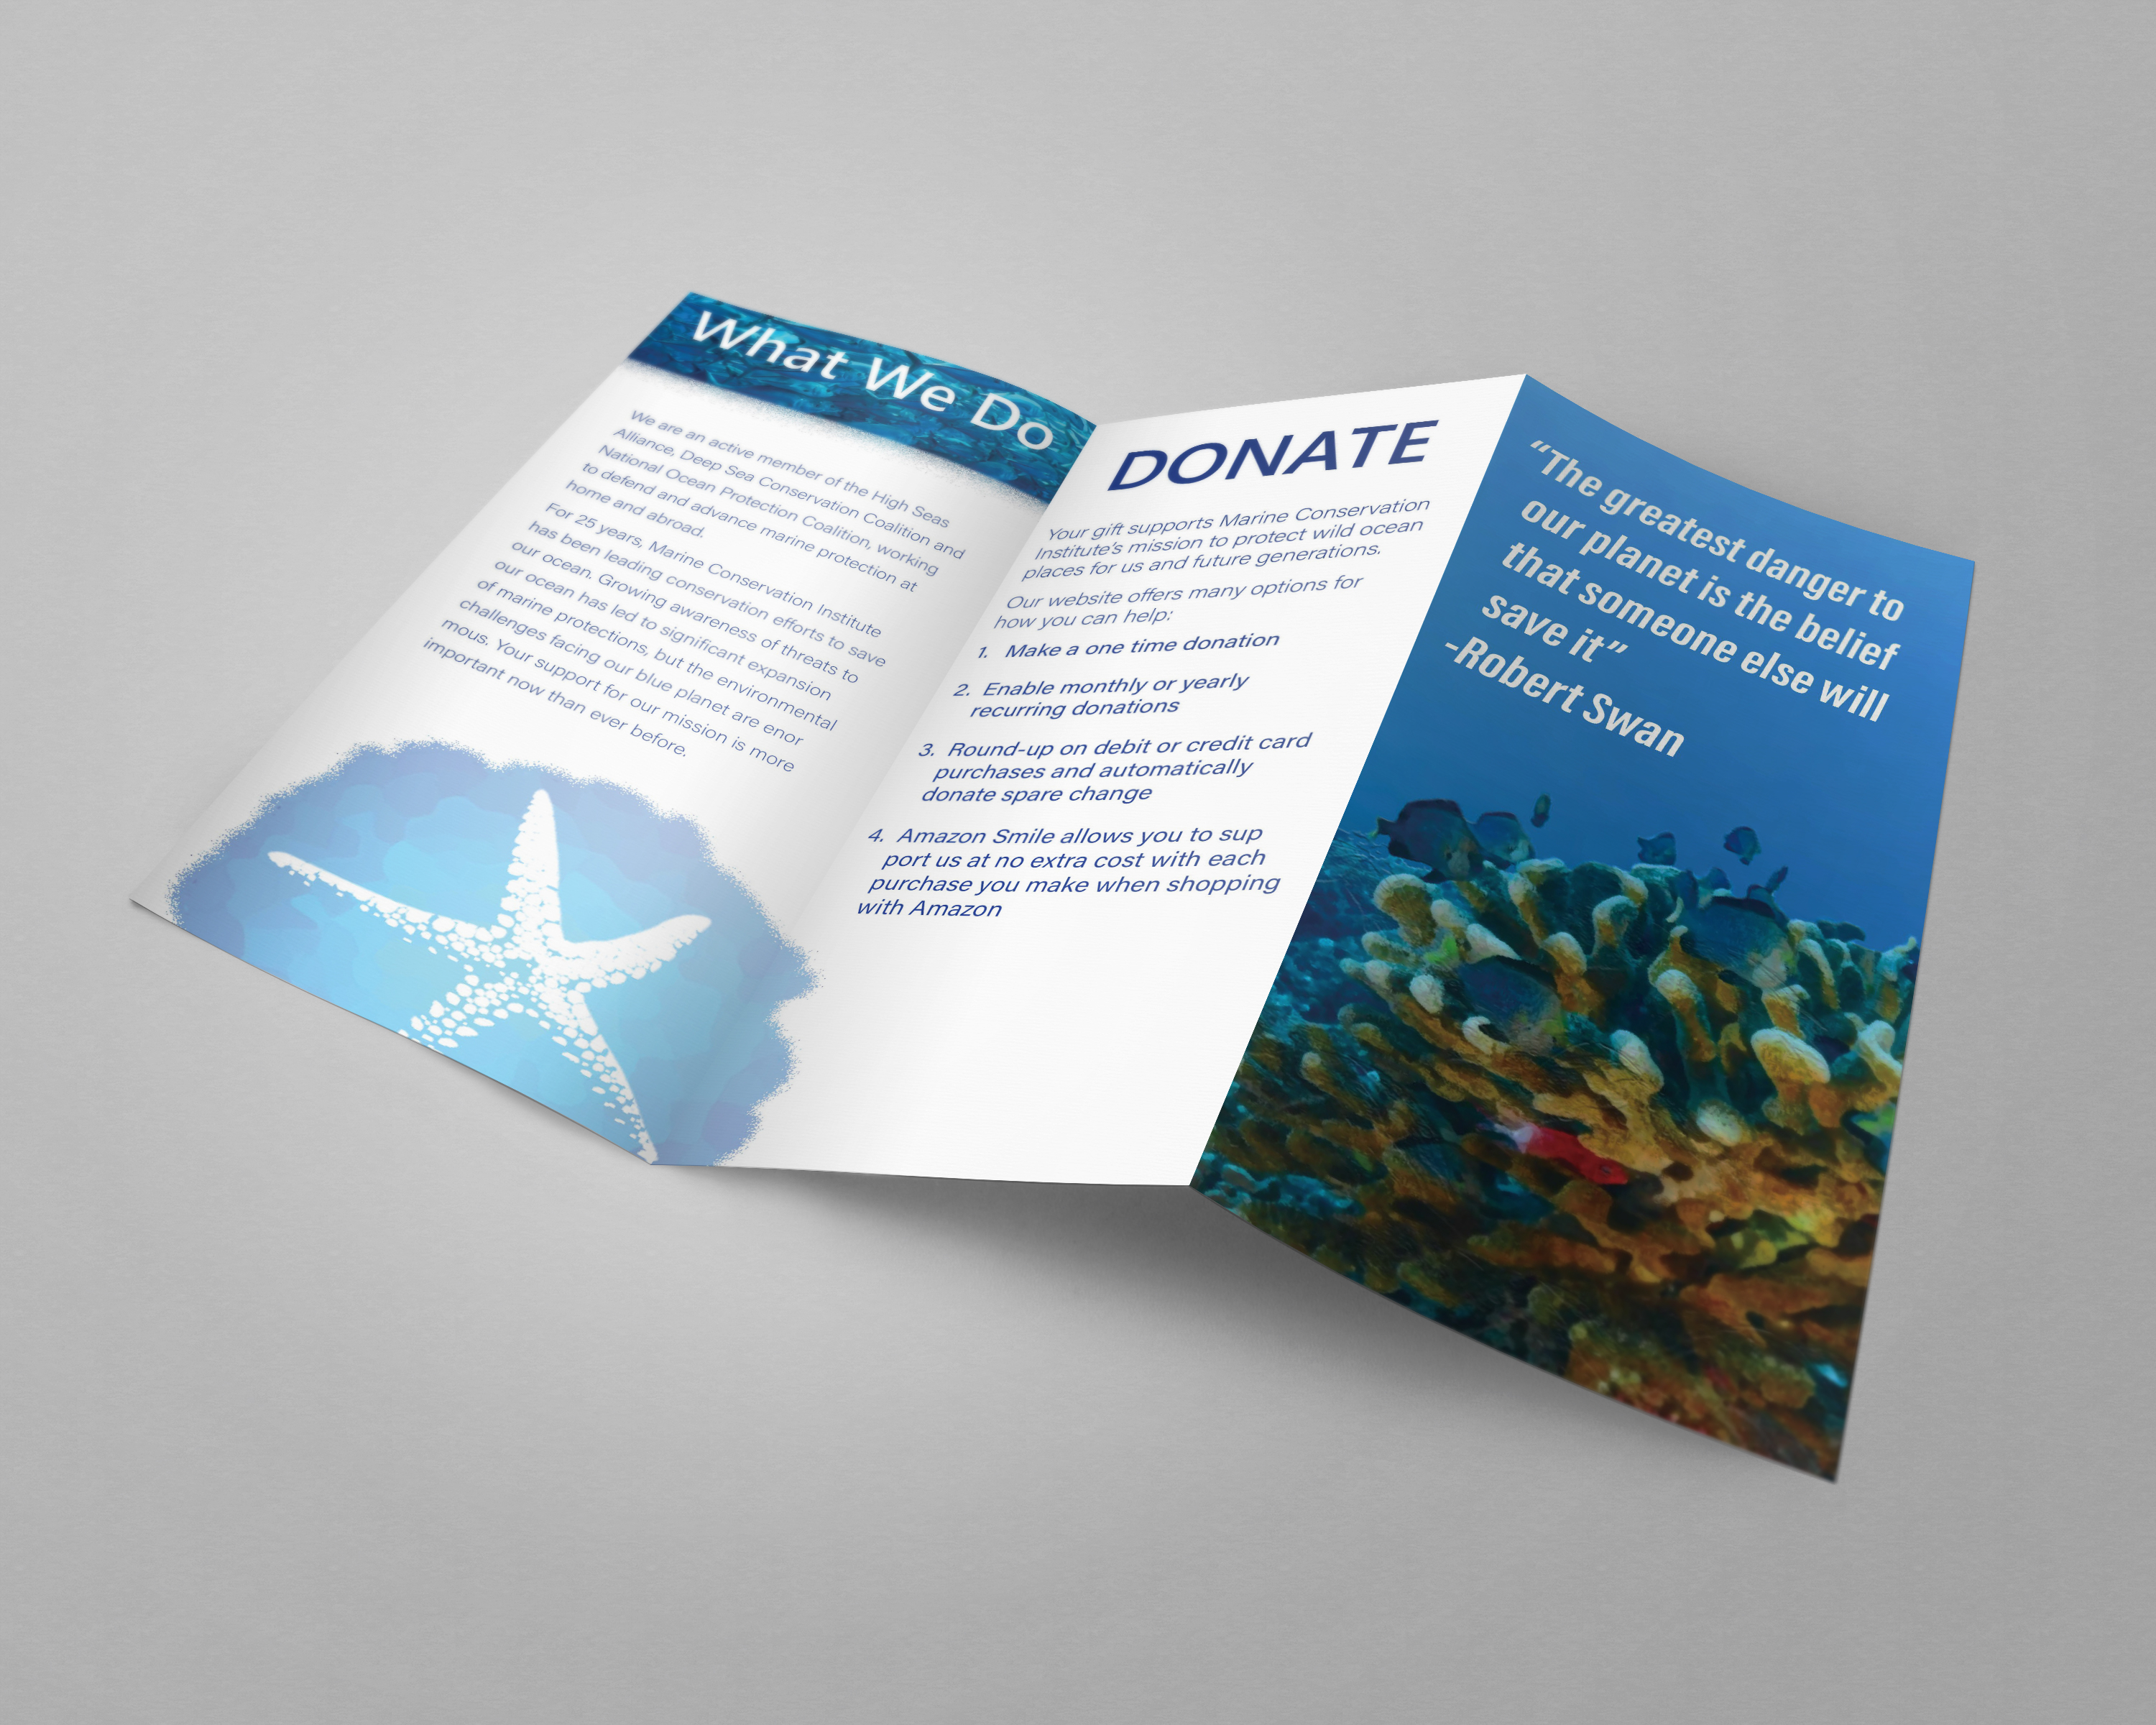 What We Do
We are an active member of the High Seas
Alliance, Deep Sea Conservation Coalition and
National Ocean Protection Coalition, working
to defend and advance marine protection at
home and abroad.
For 25 years, Marine Conservation Institute
has been leading conservation efforts to save
our ocean. Growing awareness of threats to
our ocean has led to significant expansion
of marine protections, but the environmental
challenges facing our blue planet are enor
mous. Your support for our mission is more
important now than ever before.
DONATE
Your gift supports Marine Conservation
Institute's mission to protect wild ocean
places for us and future generations.
Our website offers many options for
how you can help:
1. Make a one time donation
2. Enable monthly or yearly
recurring donations
3. Round-up on debit or credit card
purchases and automatically
donate spare change
4. Amazon Smile allows you to sup
port us at no extra cost with each
purchase you make when shopping
with Amazon
“The greatest danger to
our planet is the belief
that someone else will
save it”
-Robert Swan